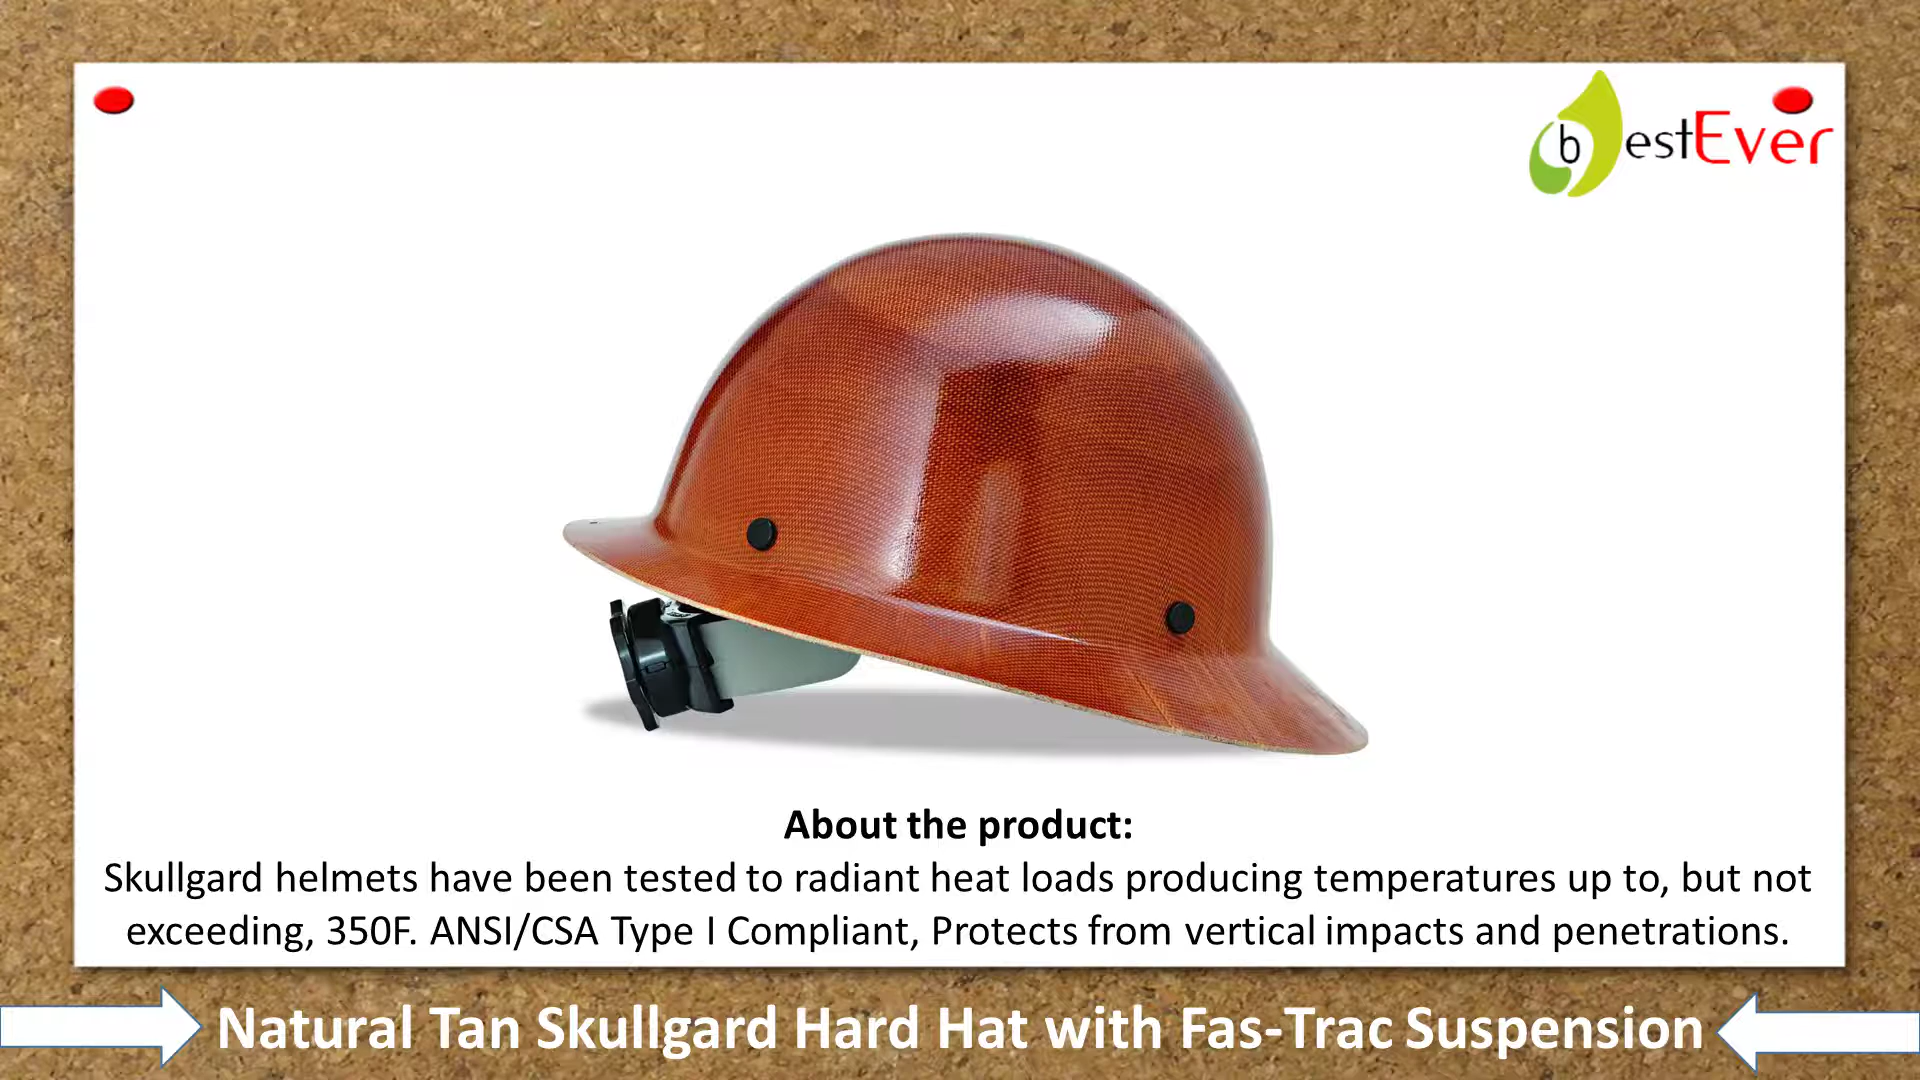 bestEver
About the product:
Skullgard helmets have been tested to radiant heat loads producing temperatures up to, but not
exceeding, 350F. ANSI/CSA Type I Compliant, Protects from vertical impacts and penetrations.
Natural Tan Skullgard Hard Hat with Fas-Trac Suspension